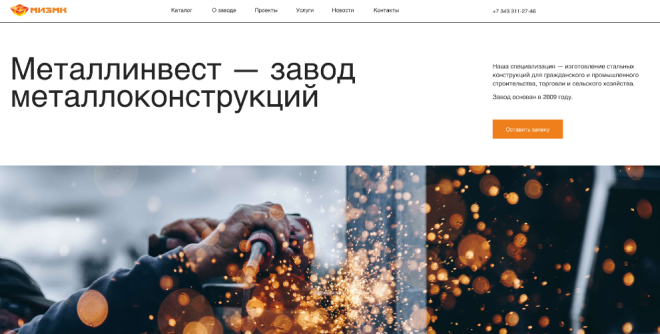 МИЗМК
Каталог
О заводе
Проекты
Услуги
Новости
Контакты
+7 343 311-27-46
Металлинвест — завод
металлоконструкций
Наша специализация — изготовление стальных
конструкций для гражданского и промышленного
строительства, торговли и сельского хозяйства.
Завод основан в 2009 году.
Оставить заявку